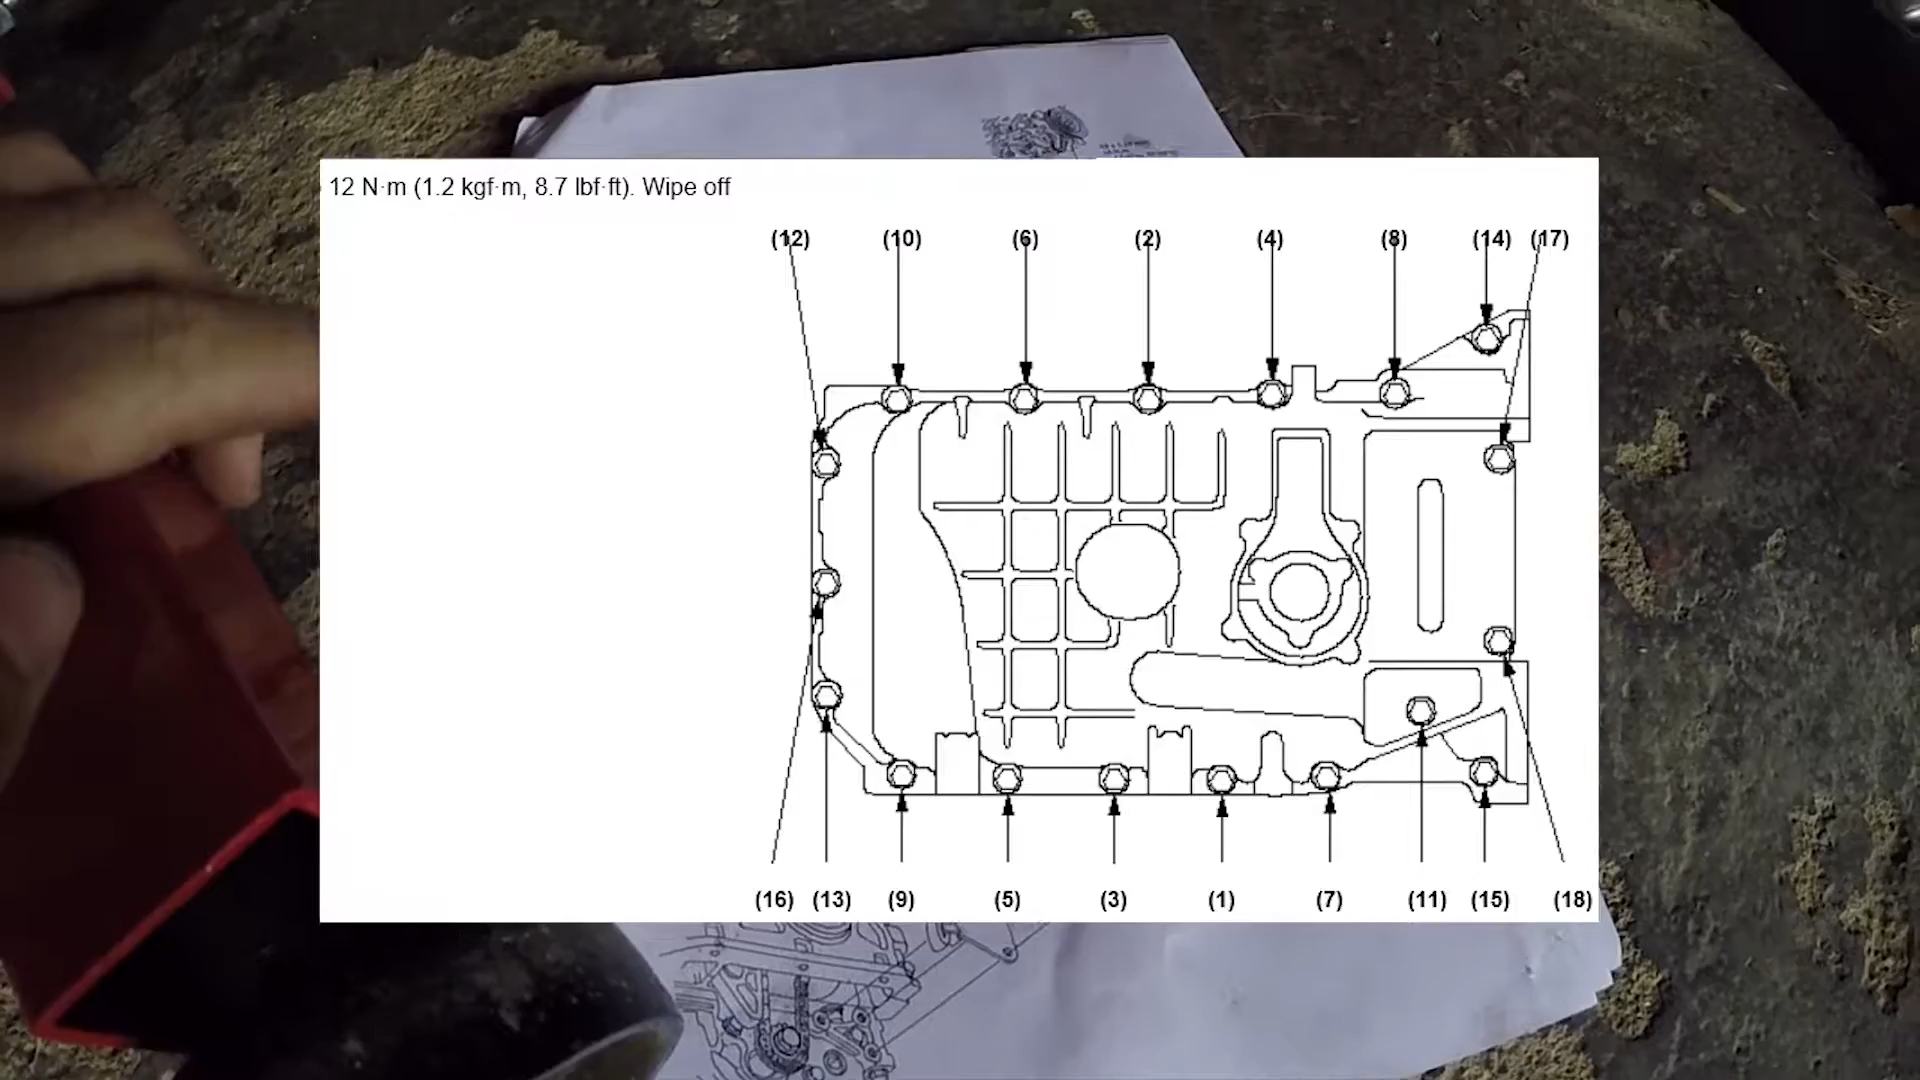 12 N·m (1.2 kgf·m, 8.7 lbf·ft). Wipe off
(12) (10) (6) (2) (4) (8) (14) (17)
(16) (13) (9) (5) (3) (1) (7) (11) (15) (18)